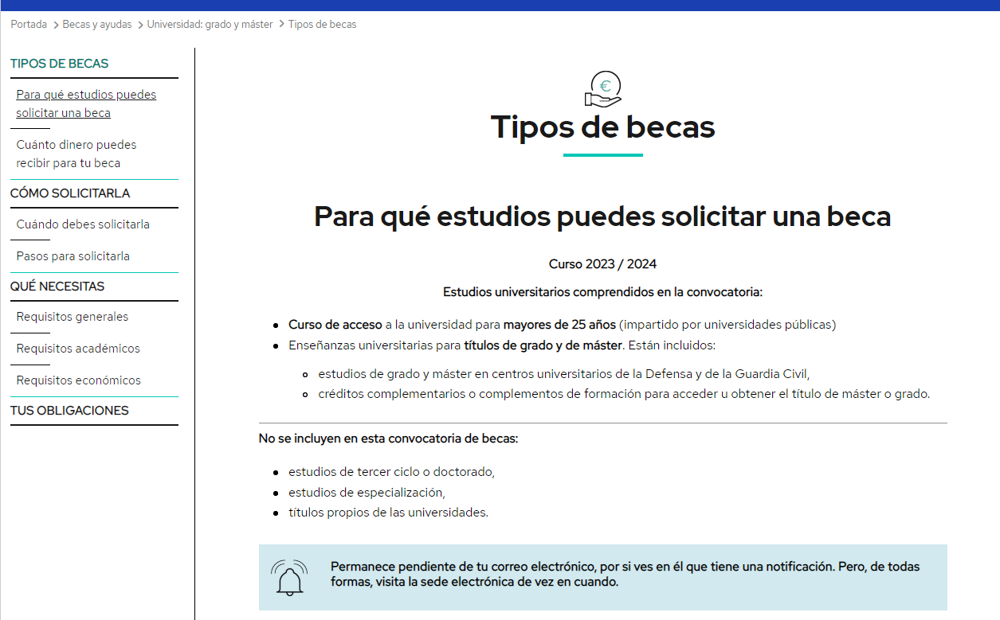 Portada > Becas y ayudas > Universidad: grado y máster > Tipos de becas
TIPOS DE BECAS
Para qué estudios puedes
solicitar una beca
Cuánto dinero puedes
recibir para tu beca
CÓMO SOLICITARLA
Cuándo debes solicitarla
Pasos para solicitarla
QUÉ NECESITAS
Requisitos generales
Requisitos académicos
Requisitos económicos
TUS OBLIGACIONES
€
Tipos de becas
Para qué estudios puedes solicitar una beca
Curso 2023 / 2024
Estudios universitarios comprendidos en la convocatoria:
Curso de acceso a la universidad para mayores de 25 años (impartido por universidades públicas)
Enseñanzas universitarias para títulos de grado y de máster. Están incluidos:
estudios de grado y máster en centros universitarios de la Defensa y de la Guardia Civil,
créditos complementarios o complementos de formación para acceder u obtener el título de máster o grado.
No se incluyen en esta convocatoria de becas:
estudios de tercer ciclo o doctorado,
estudios de especialización,
títulos propios de las universidades.
Permanece pendiente de tu correo electrónico, por si ves en él que tiene una notificación. Pero, de todas
formas, visita la sede electrónica de vez en cuando.